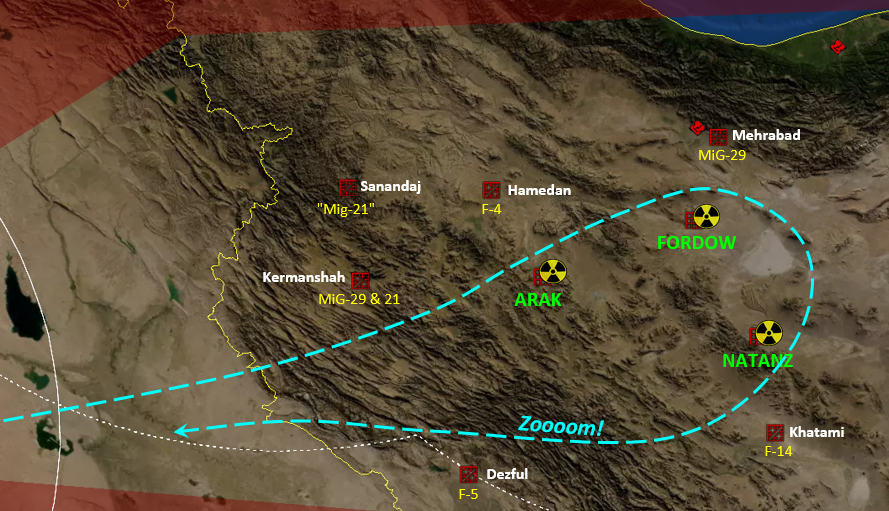 Mehrabad
MiG-29
Sanandaj
"Mig-21"
Hamedan
F-4
FORDOW
Kermanshah
MiG-29 & 21
ARAK
NATANZ
Zoooom!
Khatami
F-14
Dezful
F-5